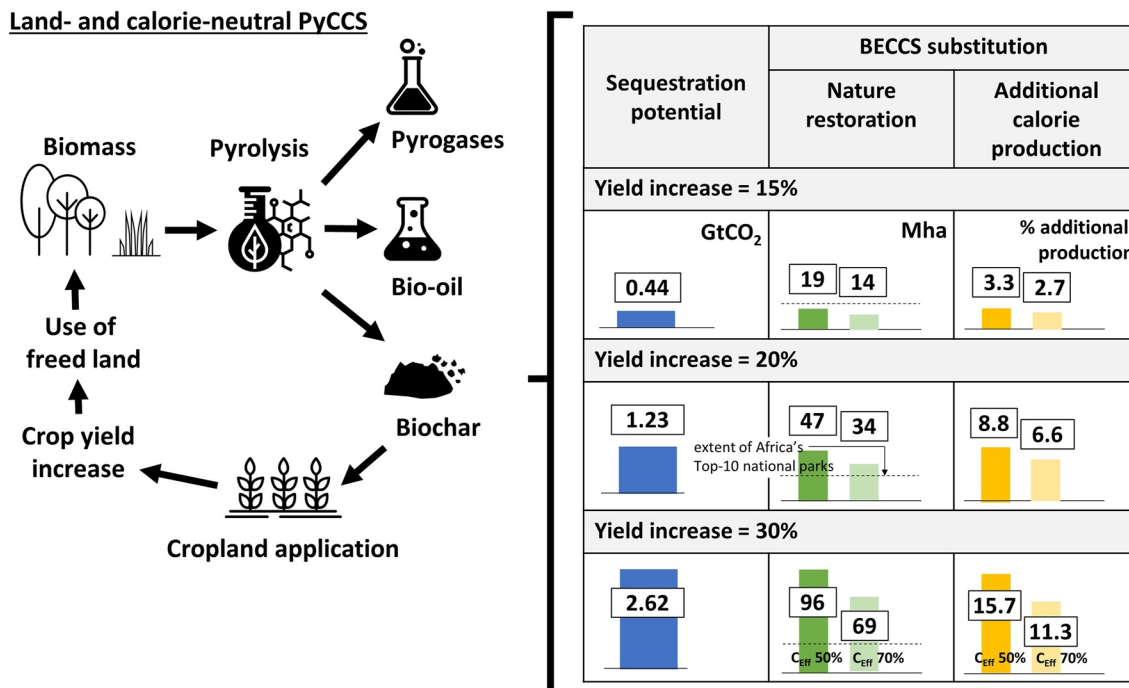 Land- and calorie-neutral PyCCS
Biomass
Pyrolysis
Pyrogases
Bio-oil
Biochar
Cropland application
Crop yield
increase
Use of
freed land
Sequestration
potential
BECCS substitution
Nature
restoration
Additional
calorie
production
Yield increase = 15%
GtCO₂
0.44
Mha
19 14
% additional
production
3.3 2.7
Yield increase = 20%
1.23
47 34
extent of Africa's
Top-10 national parks
8.8 6.6
Yield increase = 30%
2.62
96 69
C_Eff 50% C_Eff 70%
15.7 11.3
C_Eff 50% C_Eff 70%